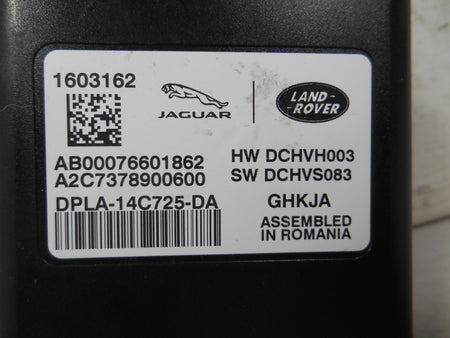 1603162
JAGUAR
LAND-
-ROVER
AB00076601862
A2C7378900600
DPLA-14C725-DA
HW DCHVH003
SW DCHVS083
GHKJA
ASSEMBLED
IN ROMANIA